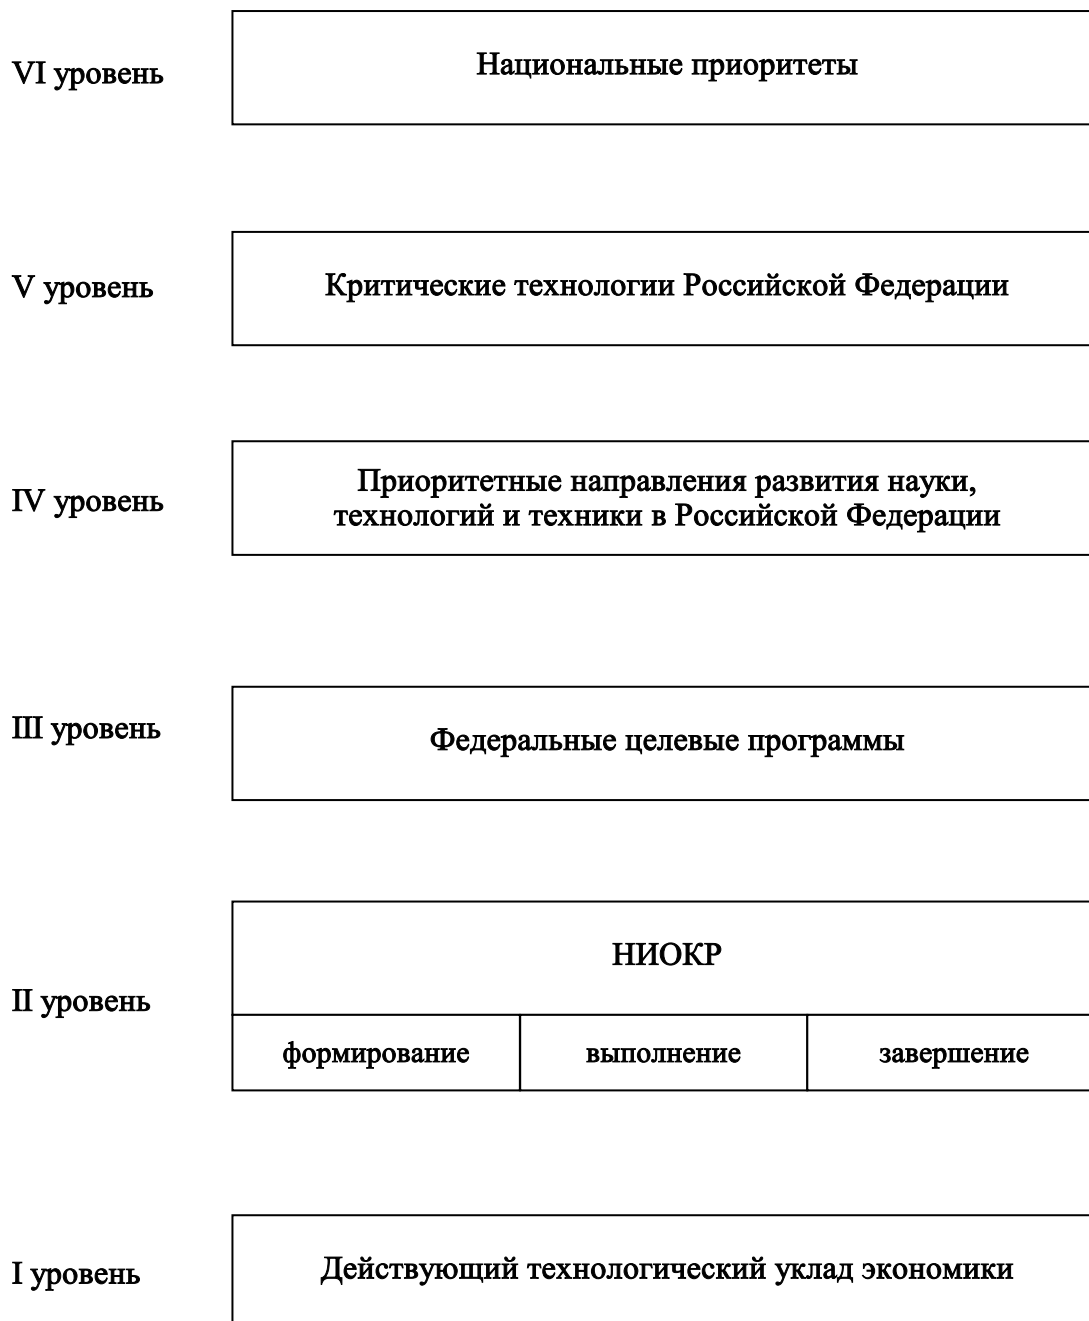 VI уровень
Национальные приоритеты
V уровень
Критические технологии Российской Федерации
IV уровень
Приоритетные направления развития науки,
технологий и техники в Российской Федерации
III уровень
Федеральные целевые программы
II уровень
НИОКР
формирование
выполнение
завершение
I уровень
Действующий технологический уклад экономики